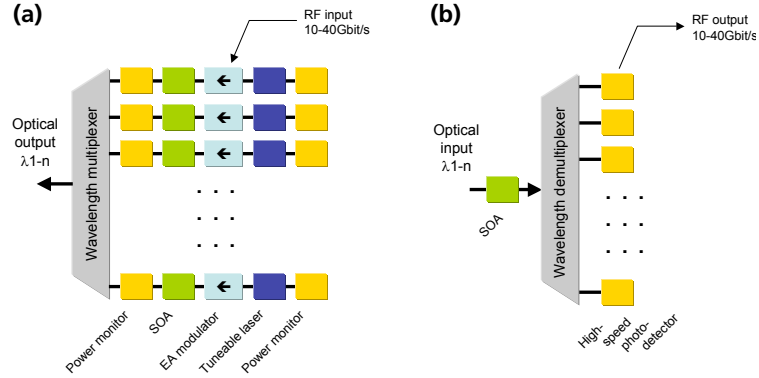 (a)
RF input
10-40Gbit/s
Optical
output
λ1-n
Wavelength multiplexer
Power monitor
SOA
EA modulator
Tuneable laser
Power monitor
(b)
RF output
10-40Gbit/s
Optical
input
λ1-n
SOA
Wavelength demultiplexer
High-
speed
photo-
detector